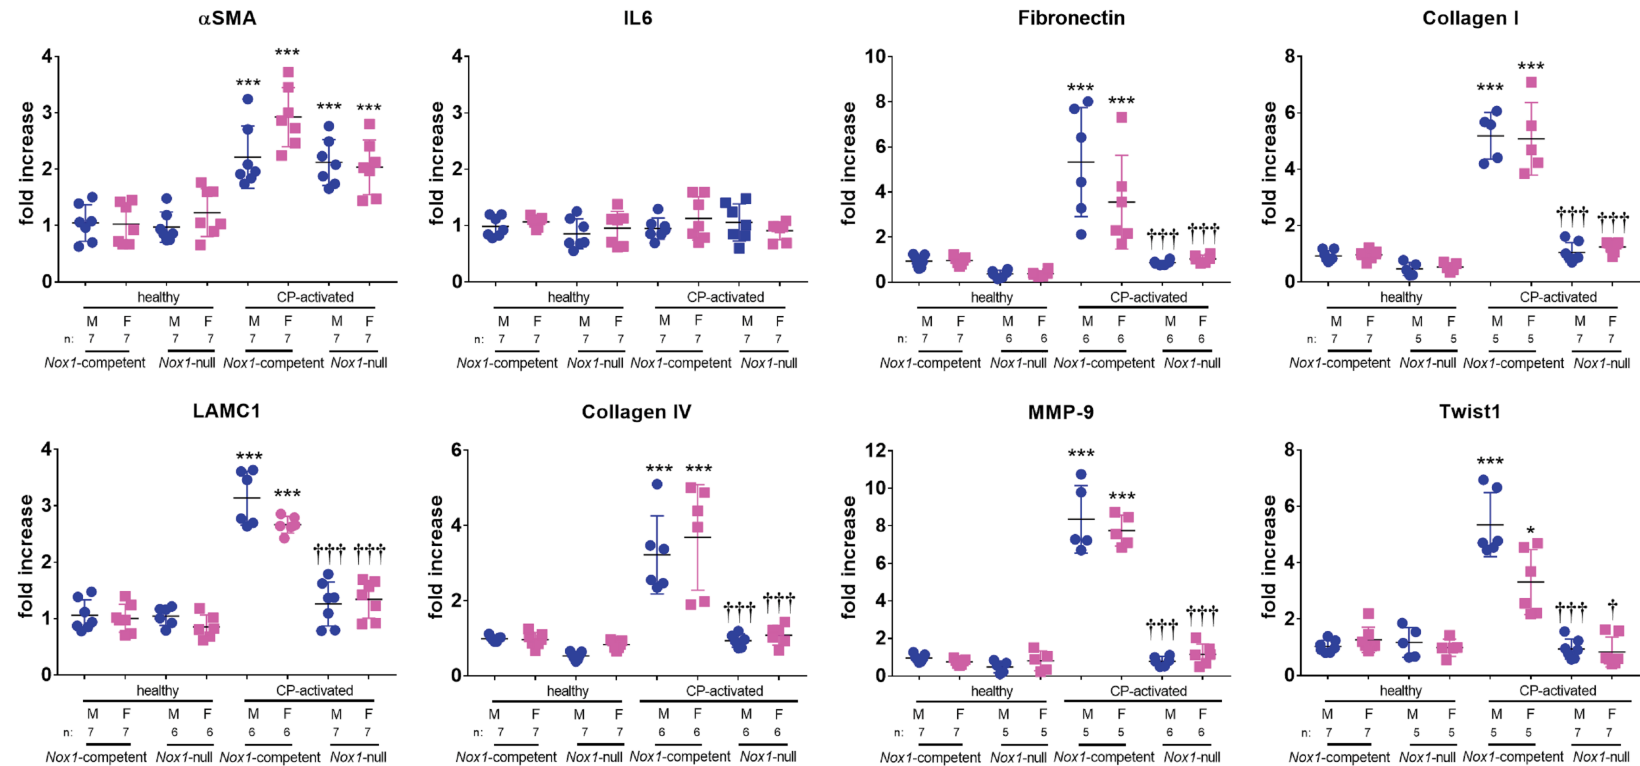 αSMA
IL6
Fibronectin
Collagen I
fold increase
4
3
2
1
0
*** *** *** ***
healthy CP-activated
M F M F M F M F
n: 7 7 7 7 7 7 7 7
Nox1-competent Nox1-null Nox1-competent Nox1-null
fold increase
4
3
2
1
0
healthy CP-activated
M F M F M F M F
7 7 7 7 7 7 7 7
Nox1-competent Nox1-null Nox1-competent Nox1-null
fold increase
10
8
6
4
2
0
*** *** ††† †††
healthy CP-activated
M F M F M F M F
n: 7 7 6 6 6 6 6 6
Nox1-competent Nox1-null Nox1-competent Nox1-null
fold increase
8
6
4
2
0
*** *** ††† †††
healthy CP-activated
M F M F M F M F
n: 7 7 5 5 5 5 7 7
Nox1-competent Nox1-null Nox1-competent Nox1-null
LAMC1
Collagen IV
MMP-9
Twist1
fold increase
4
3
2
1
0
*** *** ††† †††
healthy CP-activated
M F M F M F M F
n: 7 7 6 6 6 6 7 7
Nox1-competent Nox1-null Nox1-competent Nox1-null
fold increase
6
4
2
0
*** *** ††† †††
healthy CP-activated
M F M F M F M F
n: 7 7 7 7 6 6 6 6
Nox1-competent Nox1-null Nox1-competent Nox1-null
fold increase
12
10
8
6
4
2
0
*** *** ††† †††
healthy CP-activated
M F M F M F M F
n: 7 7 5 5 5 5 6 6
Nox1-competent Nox1-null Nox1-competent Nox1-null
fold increase
8
6
4
2
0
*** * ††† †
healthy CP-activated
M F M F M F M F
n: 7 7 5 5 5 5 7 7
Nox1-competent Nox1-null Nox1-competent Nox1-null